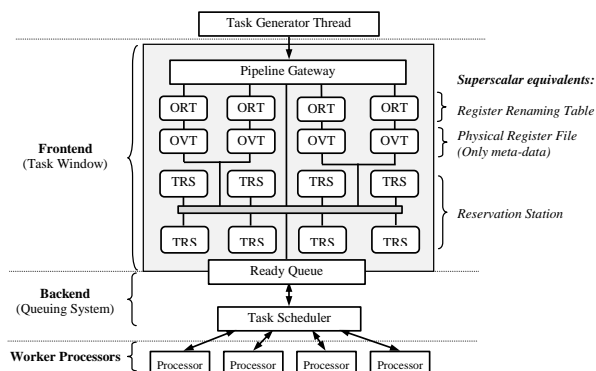 Task Generator Thread
Pipeline Gateway
Superscalar equivalents:
ORT ORT ORT ORT
Register Renaming Table
Frontend
(Task Window)
OVT OVT OVT OVT
Physical Register File
(Only meta-data)
TRS TRS TRS TRS
Reservation Station
TRS TRS TRS TRS
Ready Queue
Backend
(Queuing System)
Task Scheduler
Worker Processors
Processor Processor Processor Processor